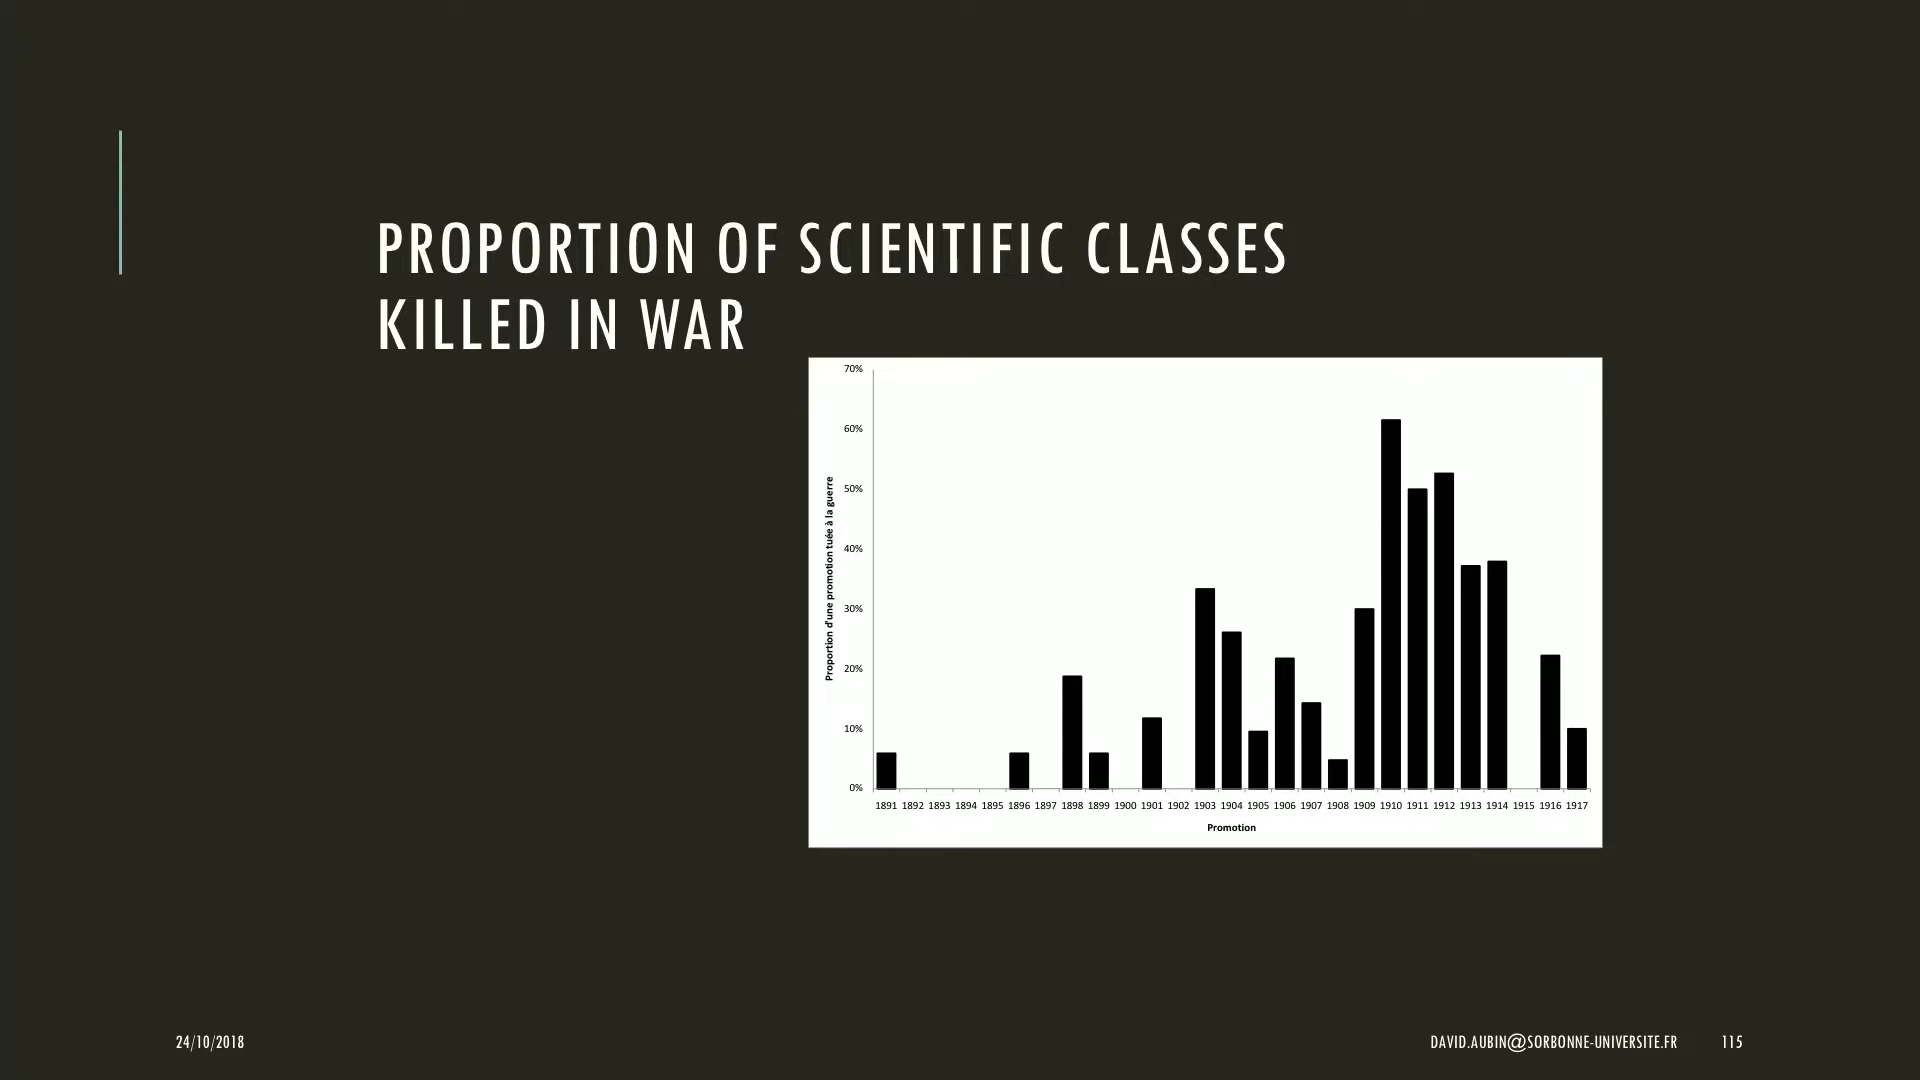 PROPORTION OF SCIENTIFIC CLASSES
KILLED IN WAR
70%
60%
50%
40%
30%
20%
10%
0%
Proportion d'une promotion tuée à la guerre
1891 1892 1893 1894 1895 1896 1897 1898 1899 1900 1901 1902 1903 1904 1905 1906 1907 1908 1909 1910 1911 1912 1913 1914 1915 1916 1917
Promotion
24/10/2018
DAVID.AUBIN@SORBONNE-UNIVERSITE.FR
115